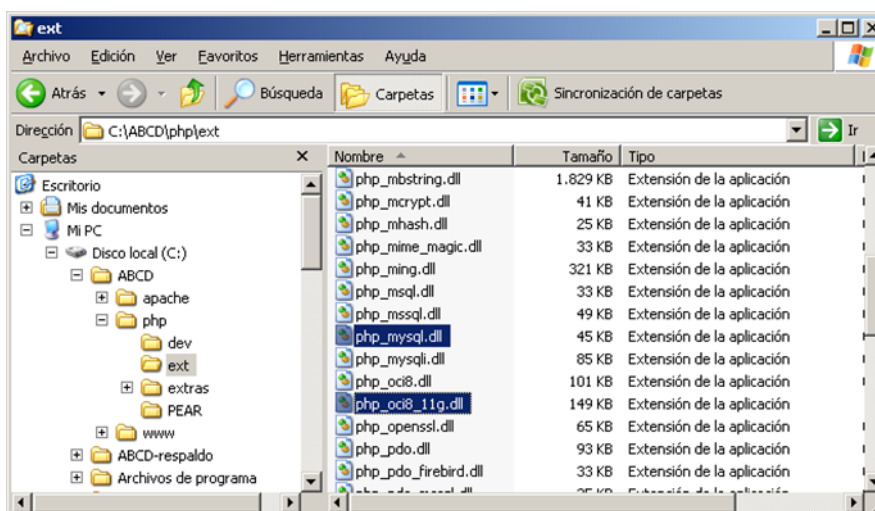 ext
Archivo Edición Ver Favoritos Herramientas Ayuda
Atrás Búsqueda Carpetas Sincronización de carpetas
Dirección C:\ABCD\php\ext Ir
Carpetas
Escritorio
Mis documentos
Mi PC
Disco local (C:)
ABCD
apache
php
dev
ext
extras
PEAR
www
ABCD-respaldo
Archivos de programa
Nombre Tamaño Tipo
php_mbstring.dll 1.829 KB Extensión de la aplicación
php_mcrypt.dll 41 KB Extensión de la aplicación
php_mhash.dll 25 KB Extensión de la aplicación
php_mime_magic.dll 33 KB Extensión de la aplicación
php_ming.dll 321 KB Extensión de la aplicación
php_msql.dll 33 KB Extensión de la aplicación
php_mssql.dll 49 KB Extensión de la aplicación
php_mysql.dll 45 KB Extensión de la aplicación
php_mysqli.dll 85 KB Extensión de la aplicación
php_oci8.dll 101 KB Extensión de la aplicación
php_oci8_11g.dll 149 KB Extensión de la aplicación
php_openssl.dll 65 KB Extensión de la aplicación
php_pdo.dll 93 KB Extensión de la aplicación
php_pdo_firebird.dll 33 KB Extensión de la aplicación